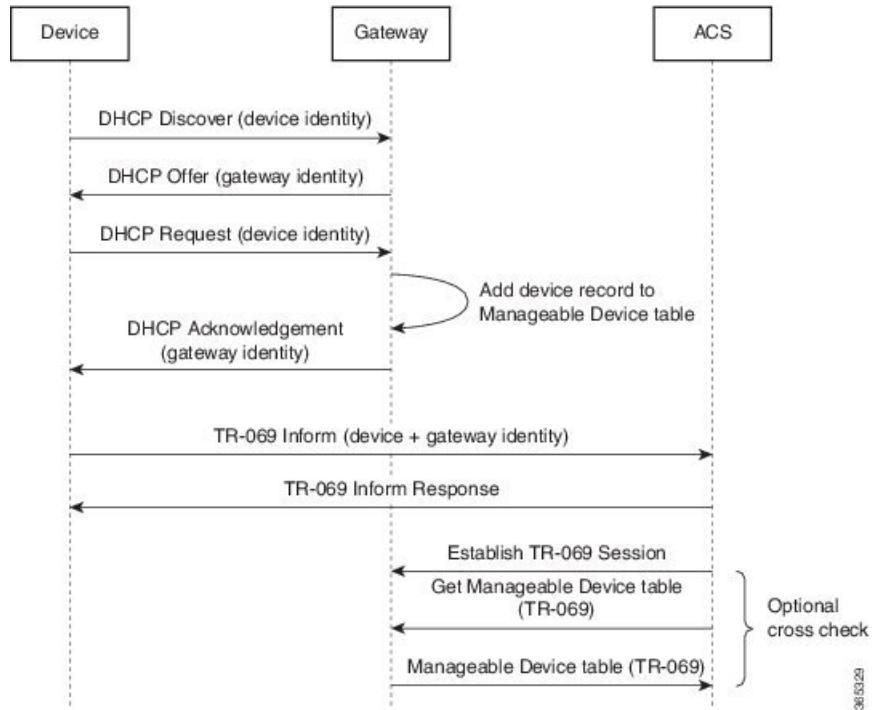 Device
Gateway
ACS
DHCP Discover (device identity)
DHCP Offer (gateway identity)
DHCP Request (device identity)
Add device record to
Manageable Device table
DHCP Acknowledgement
(gateway identity)
TR-069 Inform (device + gateway identity)
TR-069 Inform Response
Establish TR-069 Session
Get Manageable Device table
(TR-069)
Optional
cross check
Manageable Device table (TR-069)
365329